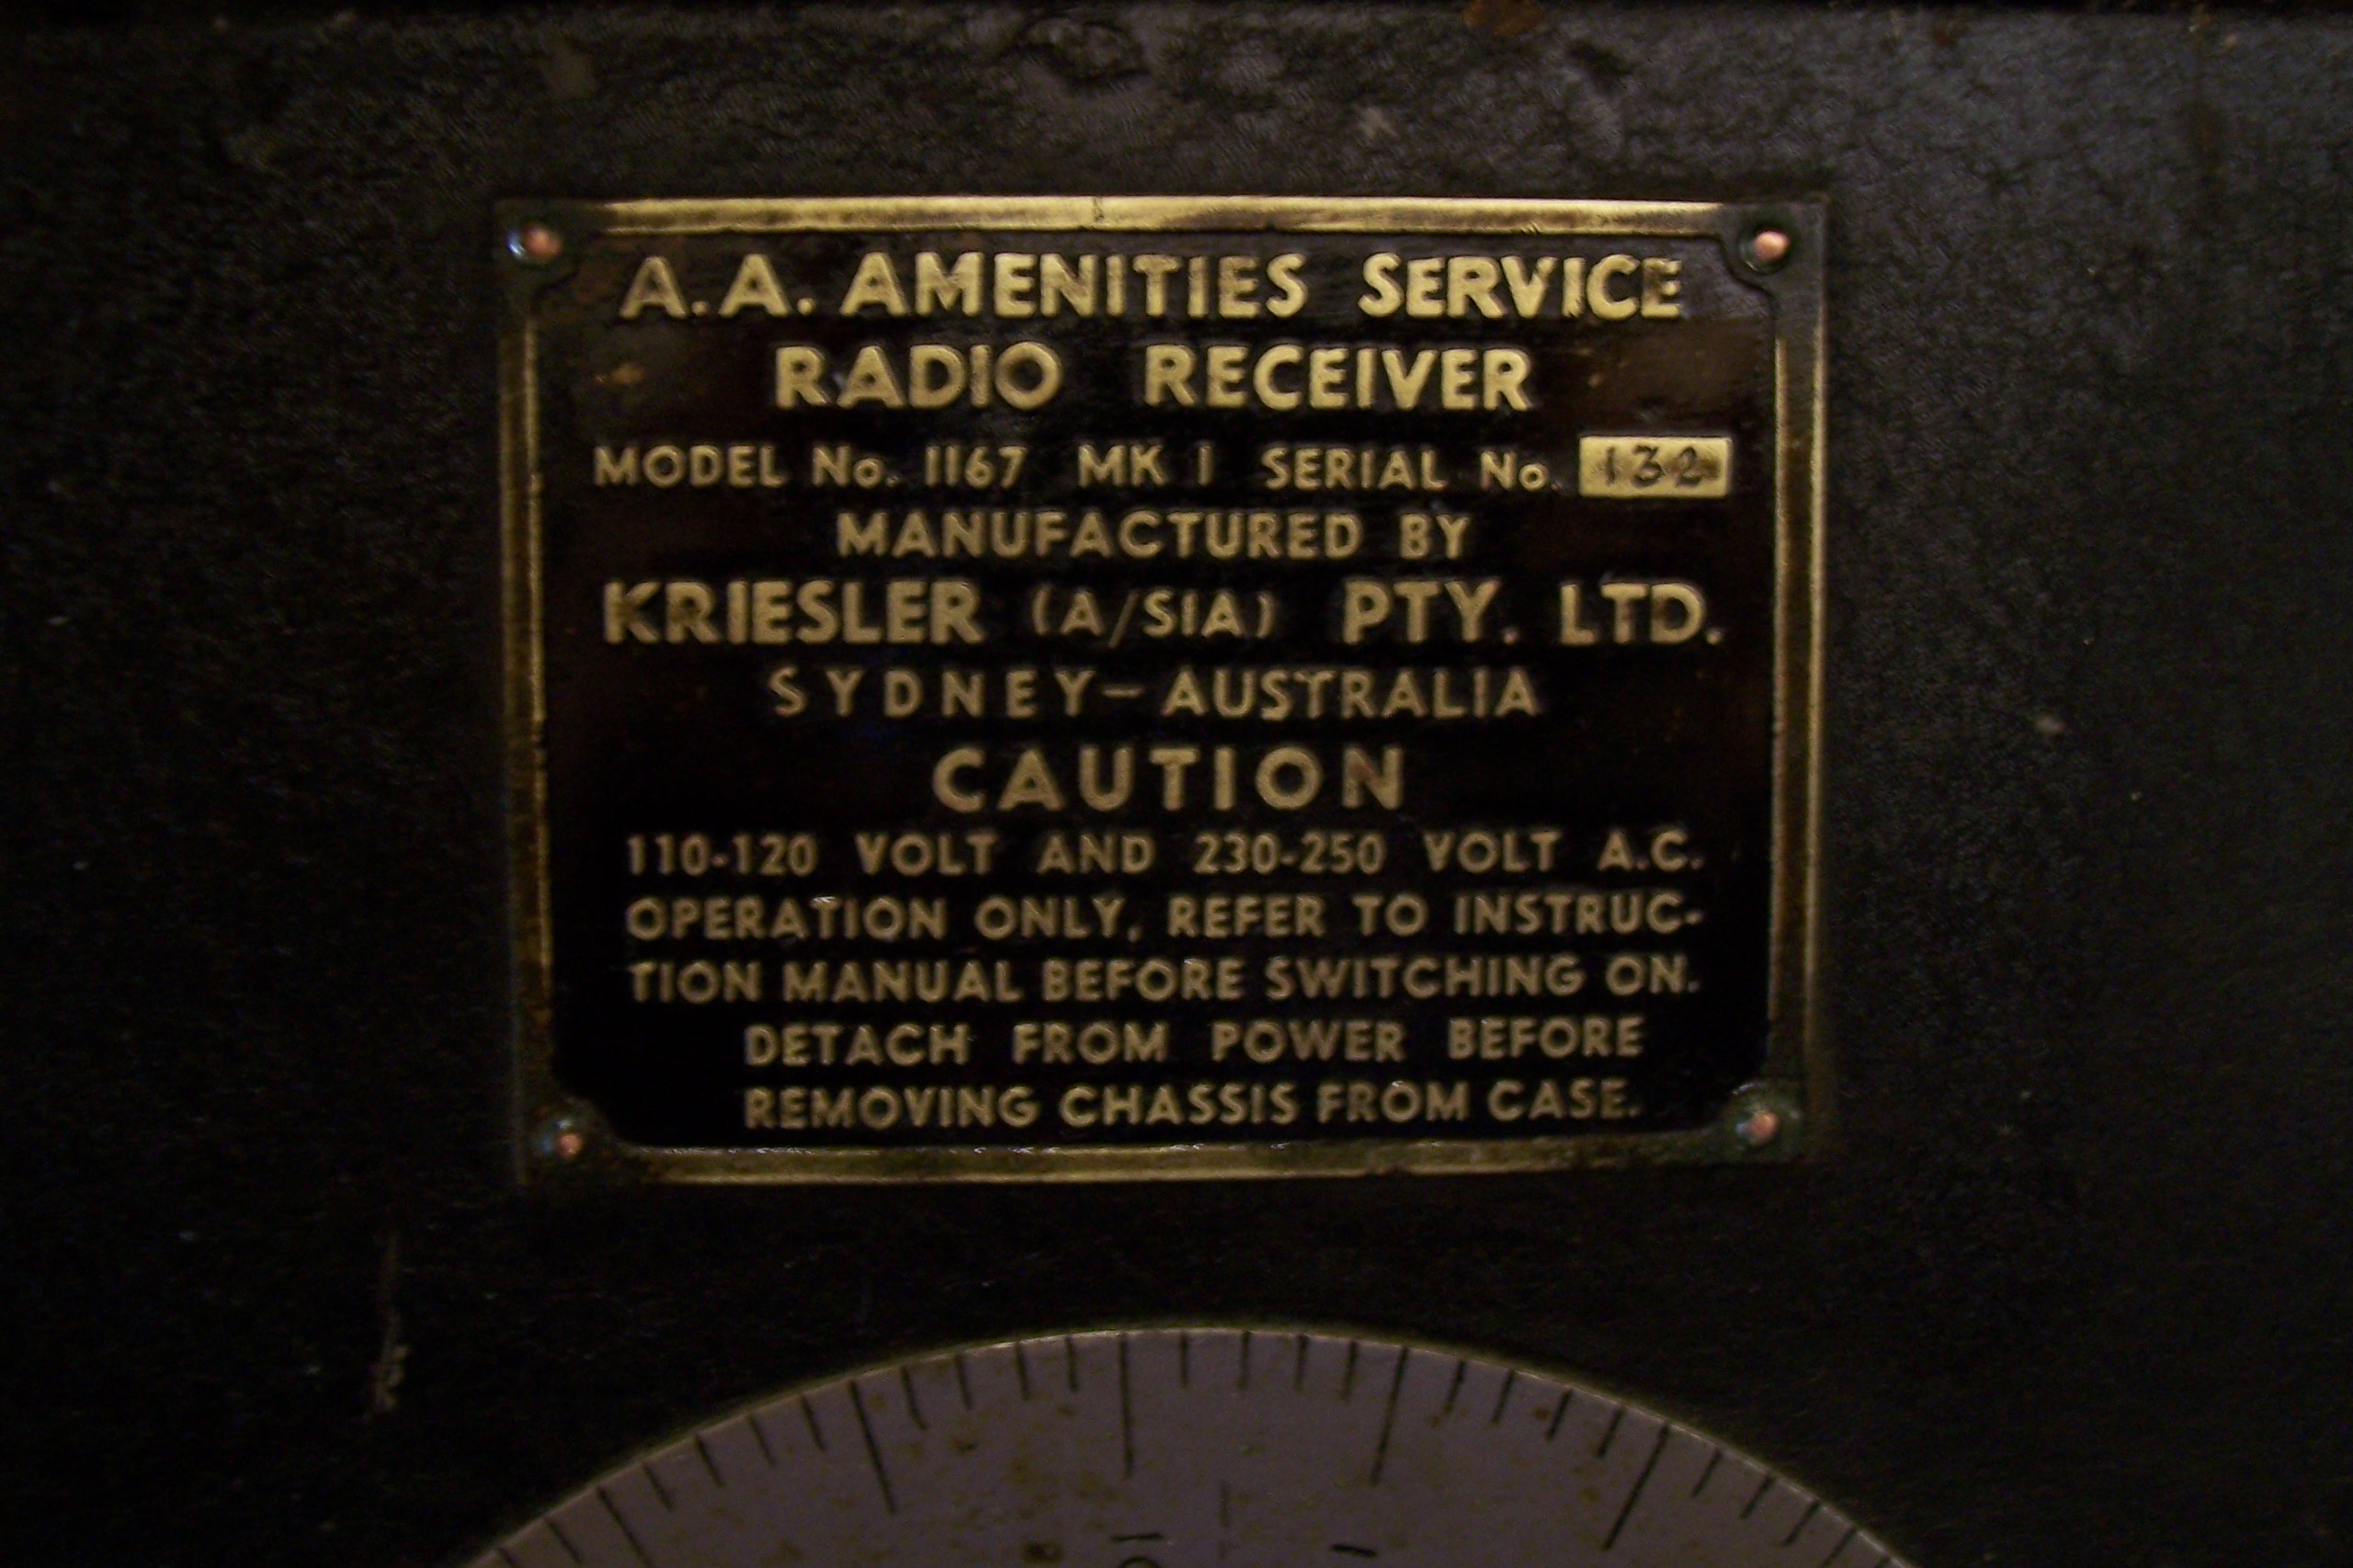 A.A. AMENITIES SERVICE
RADIO RECEIVER
MODEL No. 1167 MK 1 SERIAL No. 132
MANUFACTURED BY
KRIESLER (A/SIA) PTY. LTD.
SYDNEY—AUSTRALIA
CAUTION
110-120 VOLT AND 230-250 VOLT A.C.
OPERATION ONLY, REFER TO INSTRUC-
TION MANUAL BEFORE SWITCHING ON.
DETACH FROM POWER BEFORE
REMOVING CHASSIS FROM CASE.